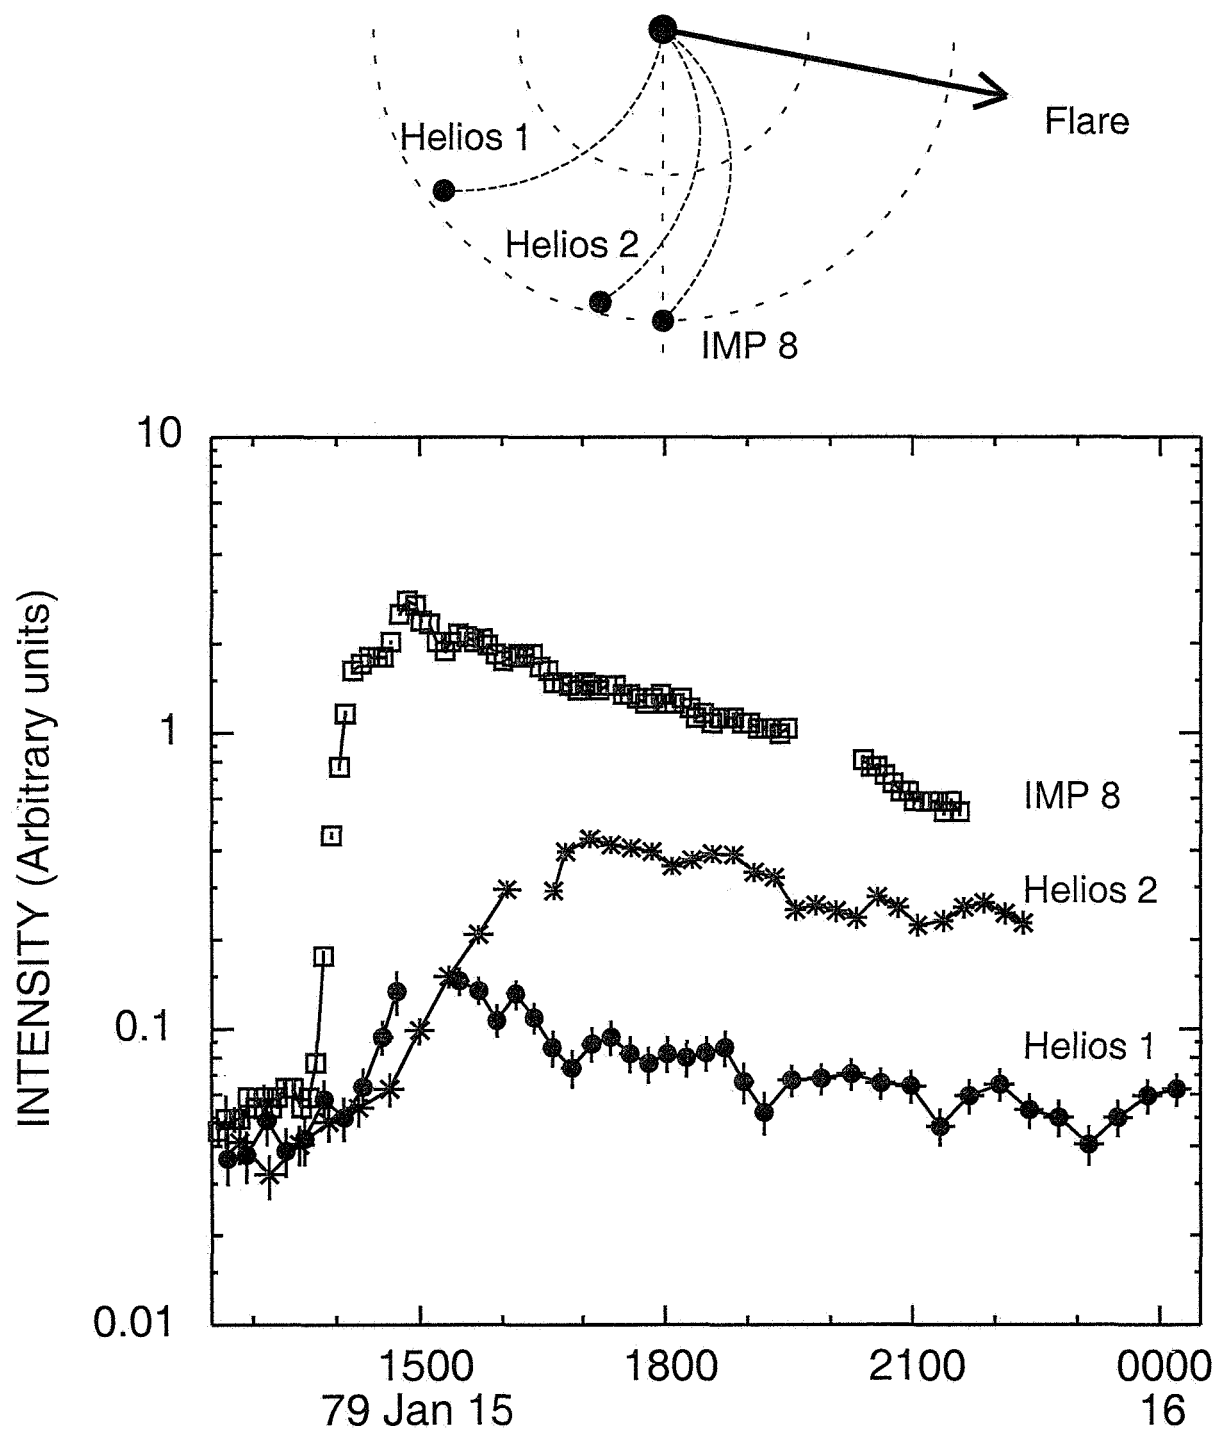 Flare
Helios 1
Helios 2
IMP 8
10
1
0.1
0.01
INTENSITY (Arbitrary units)
IMP 8
Helios 2
Helios 1
1500 1800 2100 0000
79 Jan 15 16